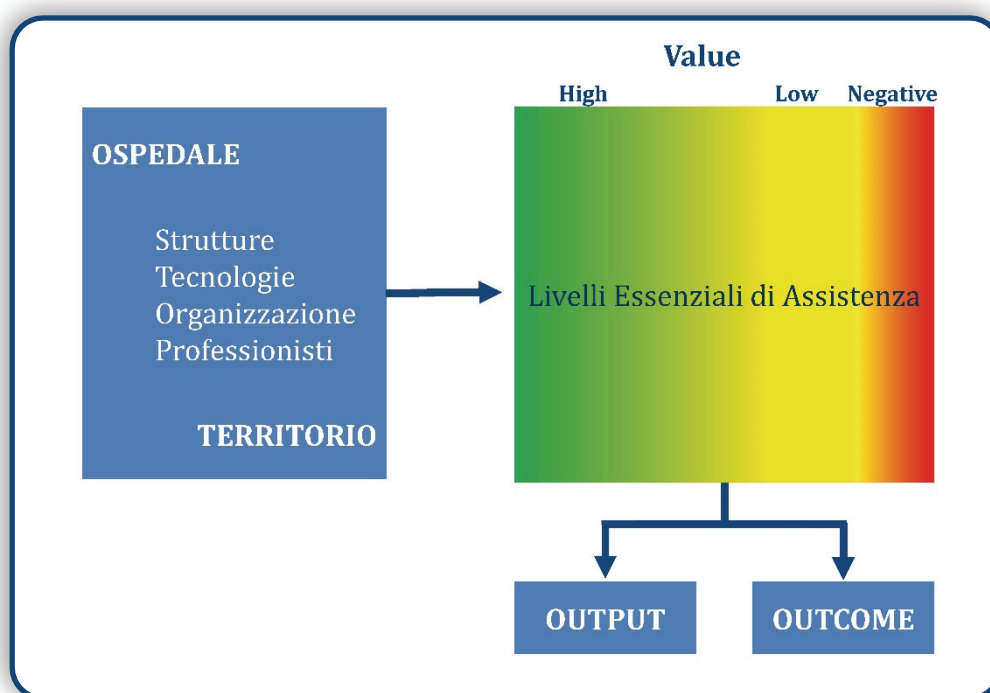 Value
High Low Negative
OSPEDALE
Strutture
Tecnologie
Organizzazione
Professionisti
TERRITORIO
Livelli Essenziali di Assistenza
OUTPUT
OUTCOME